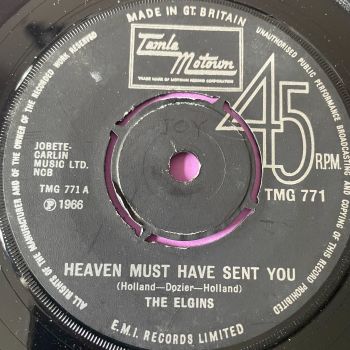 MADE IN GT. BRITAIN
Tamla
Motown
TRADE MARK OF MOTOWN RECORD CORPORATION
UNAUTHORISED PUBLIC PERFORMANCE BROADCASTING AND COPYING OF THIS RECORD PROHIBITED
ALL RIGHTS OF THE MANUFACTURER AND OF THE OWNER OF THE RECORDED WORK RESERVED
45
R.P.M.
JOY
JOBETE-
CARLIN
MUSIC LTD.
NCB
TMG 771 A
TMG 771
℗ 1966
HEAVEN MUST HAVE SENT YOU
(Holland—Dozier—Holland)
THE ELGINS
E.M.I. RECORDS LIMITED